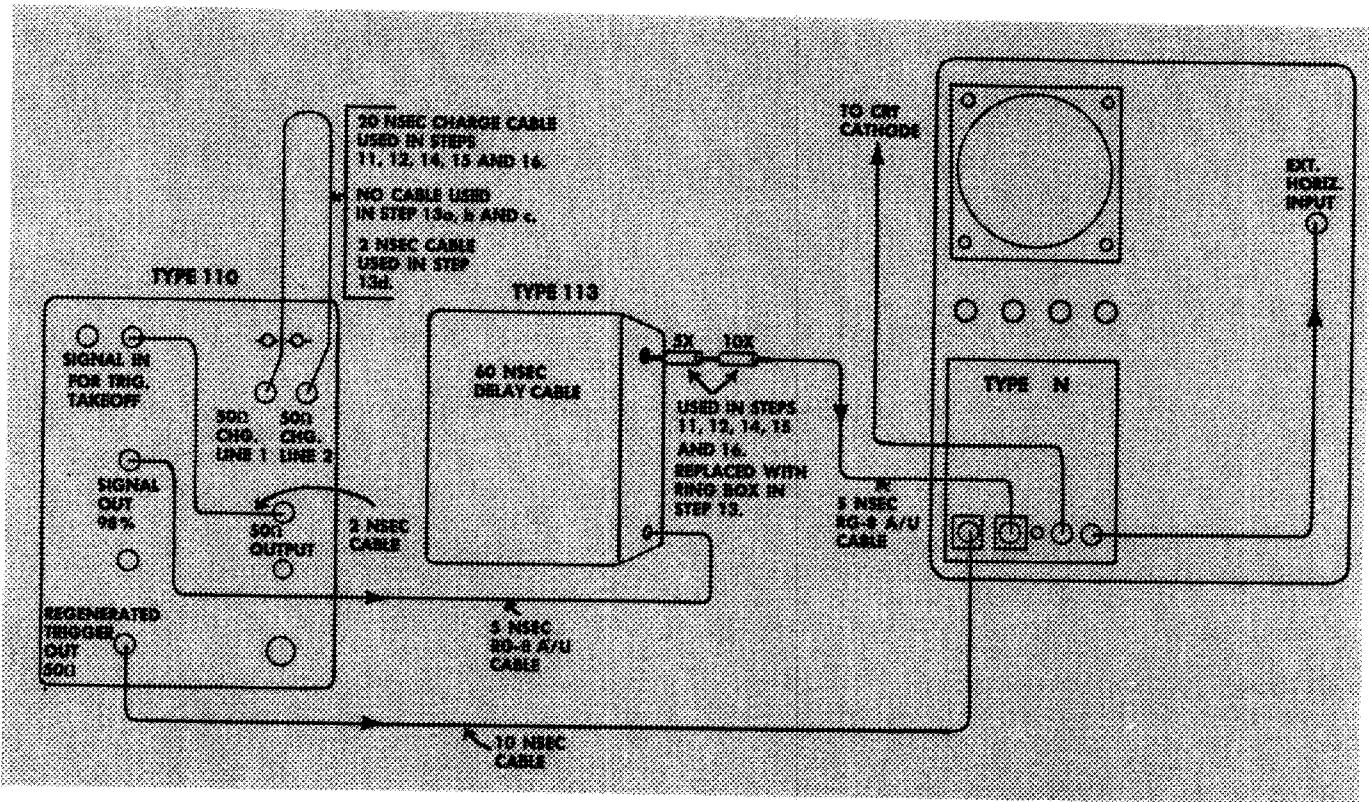 20 NSEC CHARGE CABLE
USED IN STEPS
11, 12, 14, 15 AND 16.
NO CABLE USED
IN STEP 13a, b AND c.
2 NSEC CABLE
USED IN STEP
13d.
TO CRT
CATHODE
EXT.
HORIZ.
INPUT
TYPE 110
TYPE 113
SIGNAL IN
FOR TRIG.
TAKEOFF
50Ω
CHG.
LINE 1
50Ω
CHG.
LINE 2
SIGNAL
OUT
98%
50Ω
OUTPUT
2 NSEC
CABLE
REGENERATED
TRIGGER
OUT
50Ω
60 NSEC
DELAY CABLE
5X
10X
USED IN STEPS
11, 12, 14, 15
AND 16.
REPLACED WITH
RING BOX IN
STEP 13.
TYPE N
5 NSEC
RG-8 A/U
CABLE
5 NSEC
RG-8 A/U
CABLE
10 NSEC
CABLE